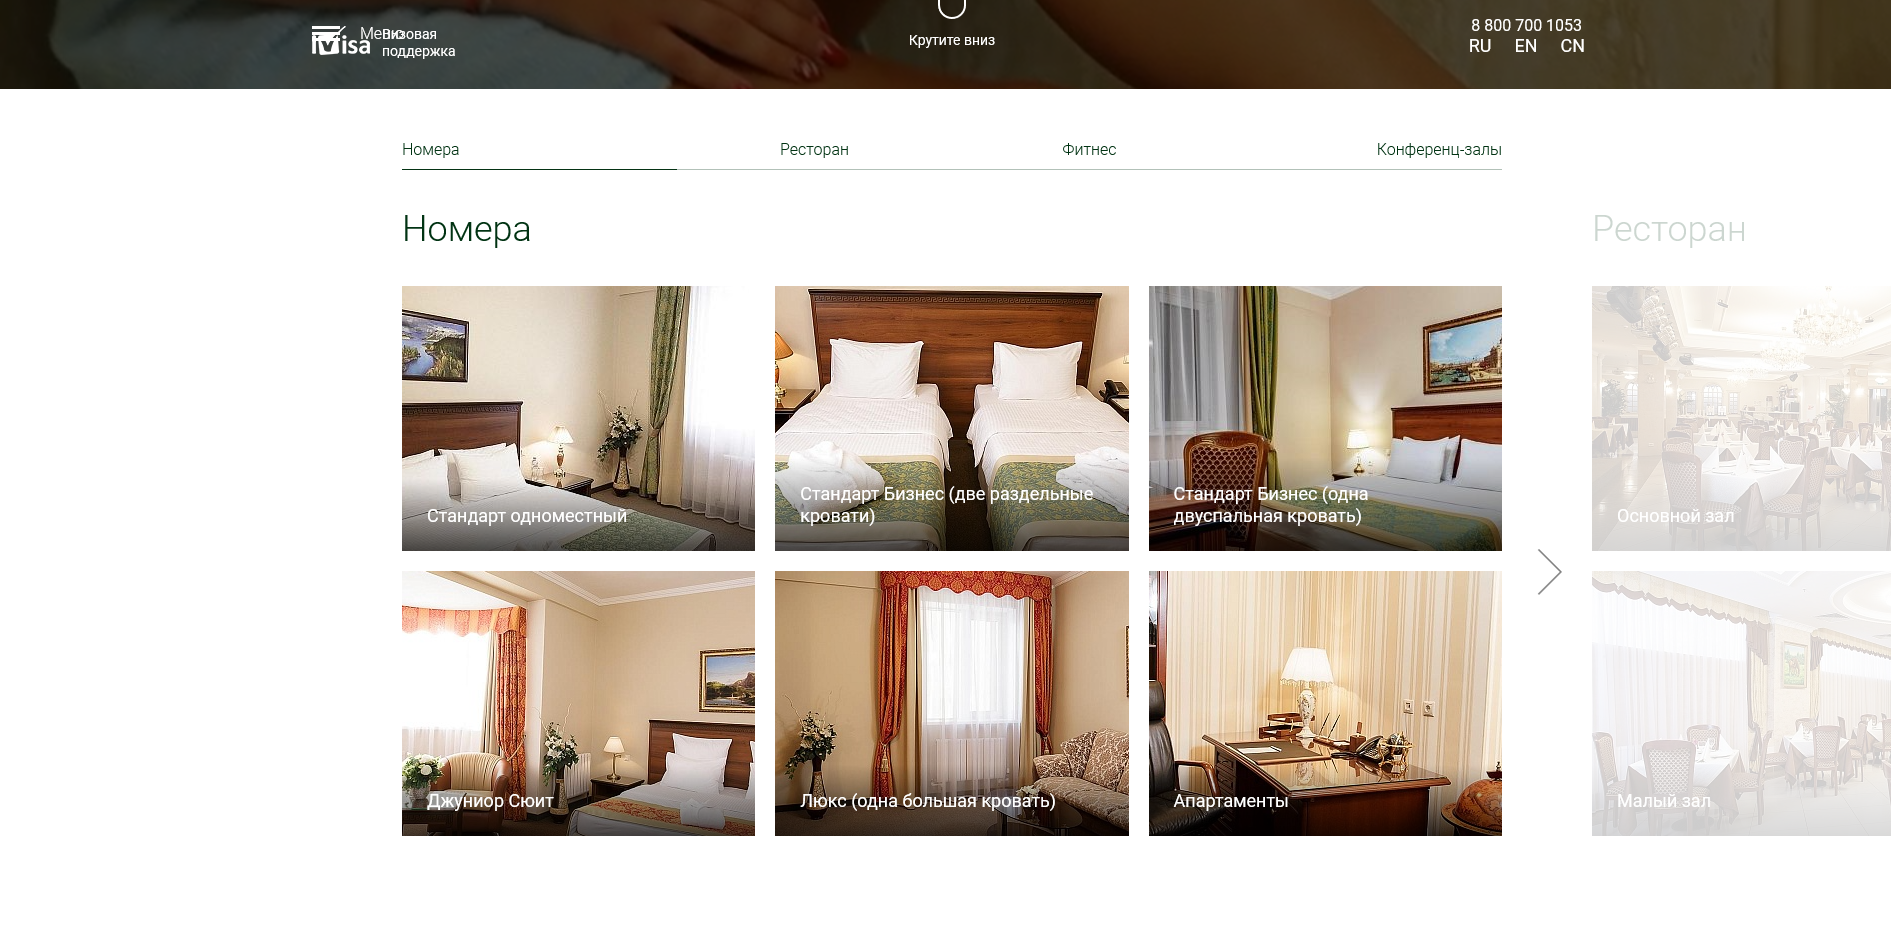 Меню
ivisa
Визовая
поддержка
Крутите вниз
8 800 700 1053
RU EN CN
Номера Ресторан Фитнес Конференц-залы
Номера
Ресторан
Стандарт одноместный
Стандарт Бизнес (две раздельные
кровати)
Стандарт Бизнес (одна
двуспальная кровать)
Основной зал
Джуниор Сюит
Люкс (одна большая кровать)
Апартаменты
Малый зал